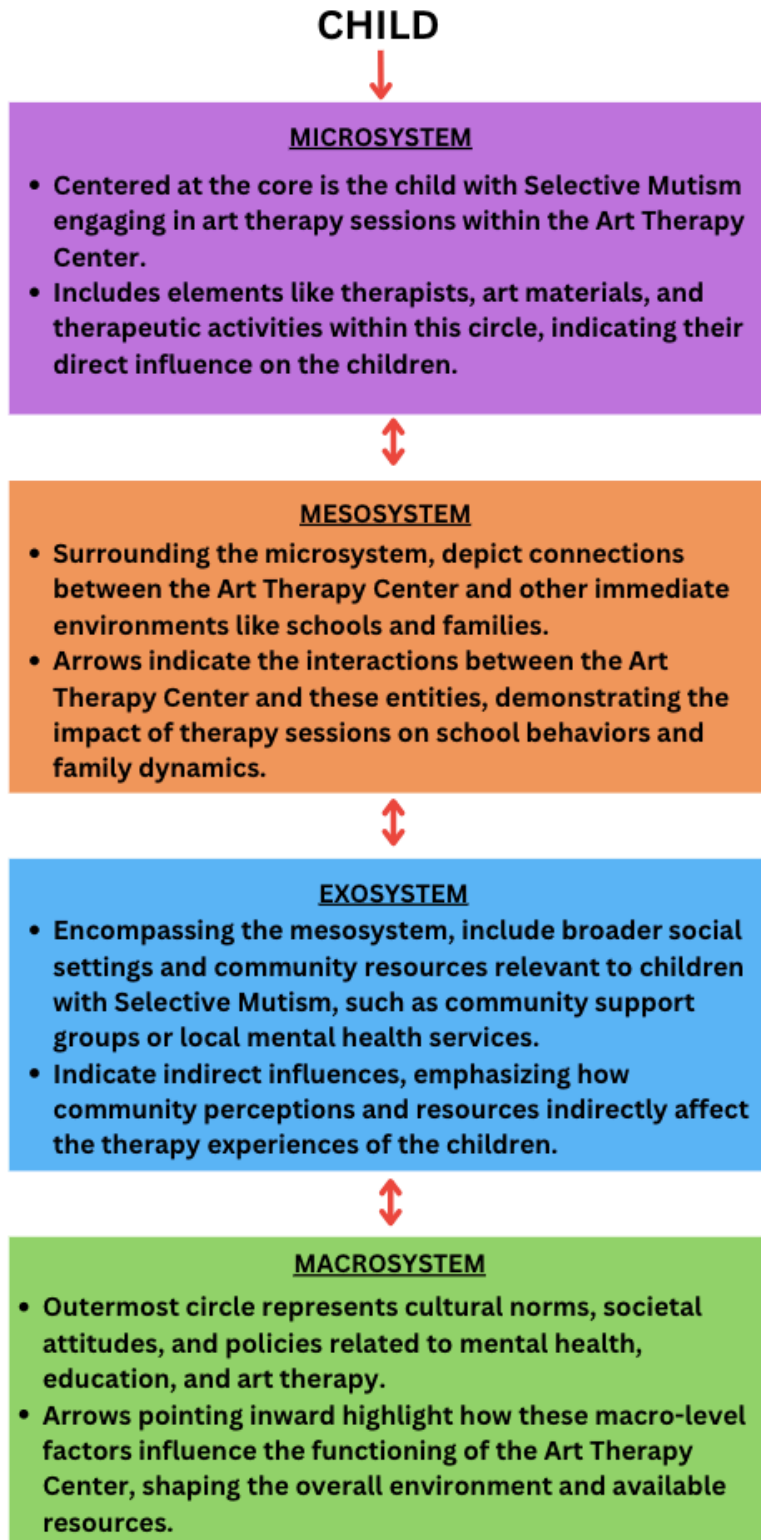 CHILD
MICROSYSTEM
• Centered at the core is the child with Selective Mutism
engaging in art therapy sessions within the Art Therapy
Center.
• Includes elements like therapists, art materials, and
therapeutic activities within this circle, indicating their
direct influence on the children.
MESOSYSTEM
• Surrounding the microsystem, depict connections
between the Art Therapy Center and other immediate
environments like schools and families.
• Arrows indicate the interactions between the Art
Therapy Center and these entities, demonstrating the
impact of therapy sessions on school behaviors and
family dynamics.
EXOSYSTEM
• Encompassing the mesosystem, include broader social
settings and community resources relevant to children
with Selective Mutism, such as community support
groups or local mental health services.
• Indicate indirect influences, emphasizing how
community perceptions and resources indirectly affect
the therapy experiences of the children.
MACROSYSTEM
• Outermost circle represents cultural norms, societal
attitudes, and policies related to mental health,
education, and art therapy.
• Arrows pointing inward highlight how these macro-level
factors influence the functioning of the Art Therapy
Center, shaping the overall environment and available
resources.